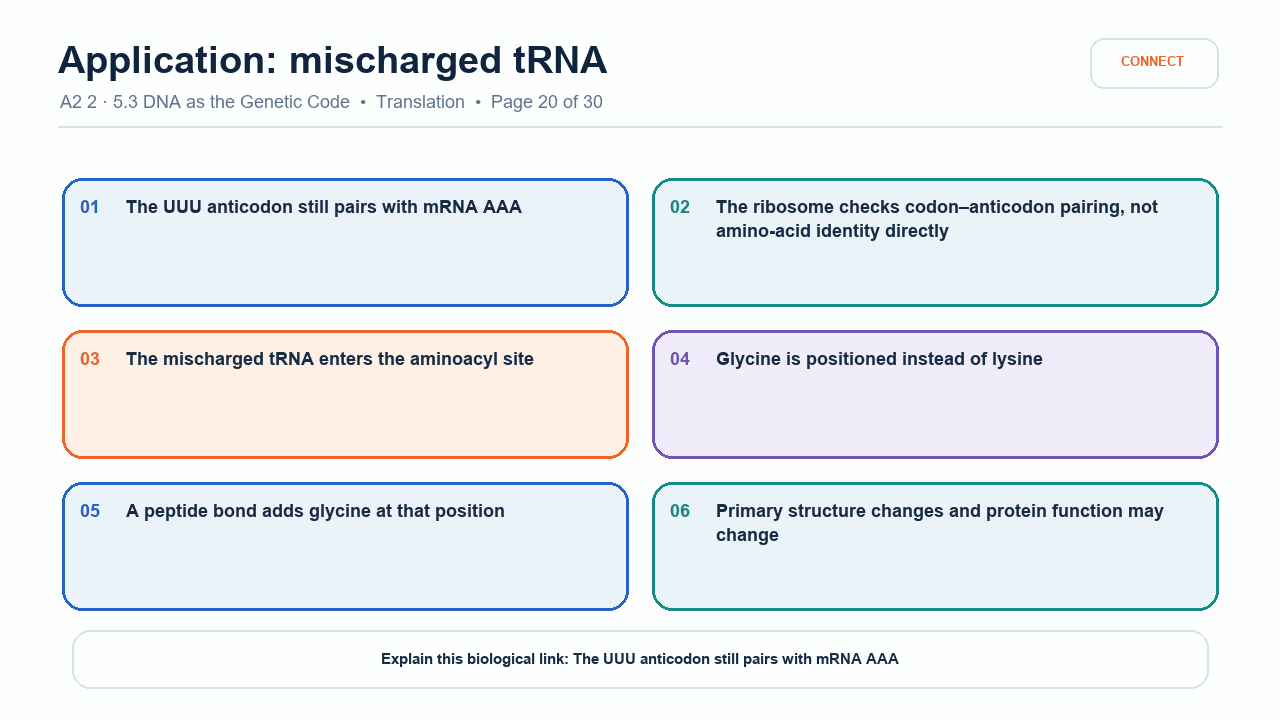 Application: mischarged tRNA
CONNECT
A2 2 · 5.3 DNA as the Genetic Code • Translation • Page 20 of 30
01 The UUU anticodon still pairs with mRNA AAA
02 The ribosome checks codon–anticodon pairing, not
amino-acid identity directly
03 The mischarged tRNA enters the aminoacyl site
04 Glycine is positioned instead of lysine
05 A peptide bond adds glycine at that position
06 Primary structure changes and protein function may
change
Explain this biological link: The UUU anticodon still pairs with mRNA AAA